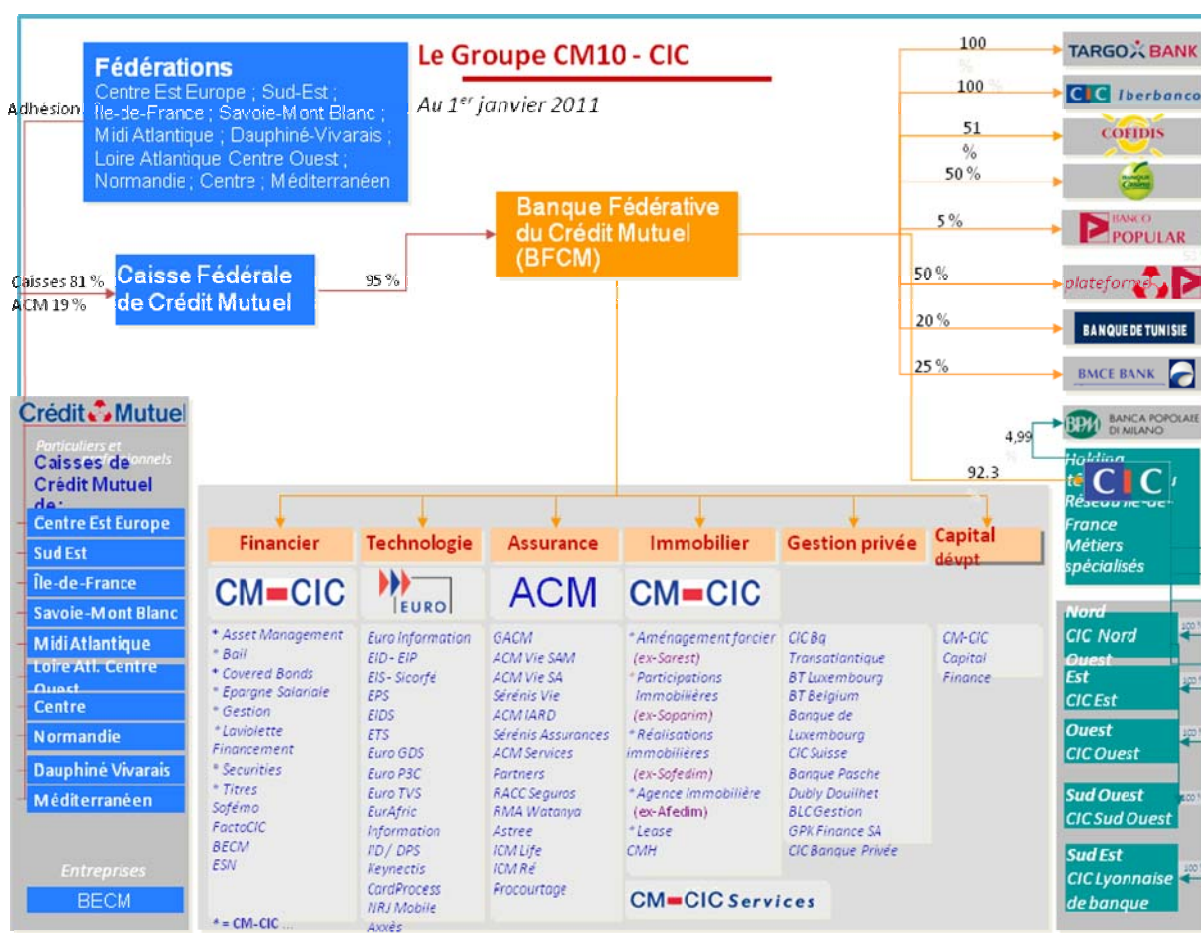 Le Groupe CM10 - CIC
Au 1er janvier 2011
Fédérations
Centre Est Europe ; Sud-Est ;
Île-de-France ; Savoie-Mont Blanc ;
Midi Atlantique ; Dauphiné-Vivarais ;
Loire Atlantique Centre Ouest ;
Normandie ; Centre ; Méditerranéen
Adhésion
Caisses 81 %
ACM 19 %
Caisse Fédérale
de Crédit Mutuel
95 %
Banque Fédérative
du Crédit Mutuel
(BFCM)
100
%
TARGO BANK
100 %
CIC Iberbanco
51
%
COFIDIS
50 %
BANQUE
Casino
5 %
BANCO
POPULAR
50 %
plateforme
20 %
BANQUE DE TUNISIE
25 %
BMCE BANK
4,99
%
BPM BANCA POPOLARE
DI MILANO
92.3
%
Holding
CIC
Réseau Ile-de-
France
Métiers
spécialisés
Nord
CIC Nord
Ouest
100 %
Est
CIC Est
100 %
Ouest
CIC Ouest
100 %
Sud Ouest
CIC Sud Ouest
100 %
Sud Est
CIC Lyonnaise
de banque
100 %
Crédit Mutuel
Particuliers et
professionnels
Caisses de
Crédit Mutuel
de :
Centre Est Europe
Sud Est
Île-de-France
Savoie-Mont Blanc
Midi Atlantique
Loire Atl. Centre
Ouest
Centre
Normandie
Dauphiné Vivarais
Méditerranéen
Entreprises
BECM
Financier
CM-CIC
* Asset Management
* Bail
* Covered Bonds
* Epargne Salariale
* Gestion
* Laviolette
Financement
* Securities
* Titres
Sofémo
FactoCIC
BECM
ESN
* = CM-CIC ...
Technologie
EURO
Euro Information
EID - EIP
EIS - Sicorfé
EPS
EIDS
ETS
Euro GDS
Euro P3C
Euro TVS
EurAfric
Information
I'D / DPS
Keynectis
CardProcess
NRJ Mobile
Axxès
Assurance
ACM
GACM
ACM Vie SAM
ACM Vie SA
Sérénis Vie
ACM IARD
Sérénis Assurances
ACM Services
Partners
RACC Seguros
RMA Watanya
Astree
ICM Life
ICM Ré
Procourtage
Immobilier
CM-CIC
* Aménagement foncier
(ex-Sarest)
* Participations
Immobilières
(ex-Soparim)
* Réalisations
immobilières
(ex-Sofedim)
* Agence Immobilière
(ex-Afedim)
* Lease
CMH
CM-CIC Services
Gestion privée
CIC Bq
Transatlantique
BT Luxembourg
BT Belgium
Banque de
Luxembourg
CIC Suisse
Banque Pasche
Dubly Douilhet
BLC Gestion
GPK Finance SA
CIC Banque Privée
Capital
dévpt
CM-CIC
Capital
Finance